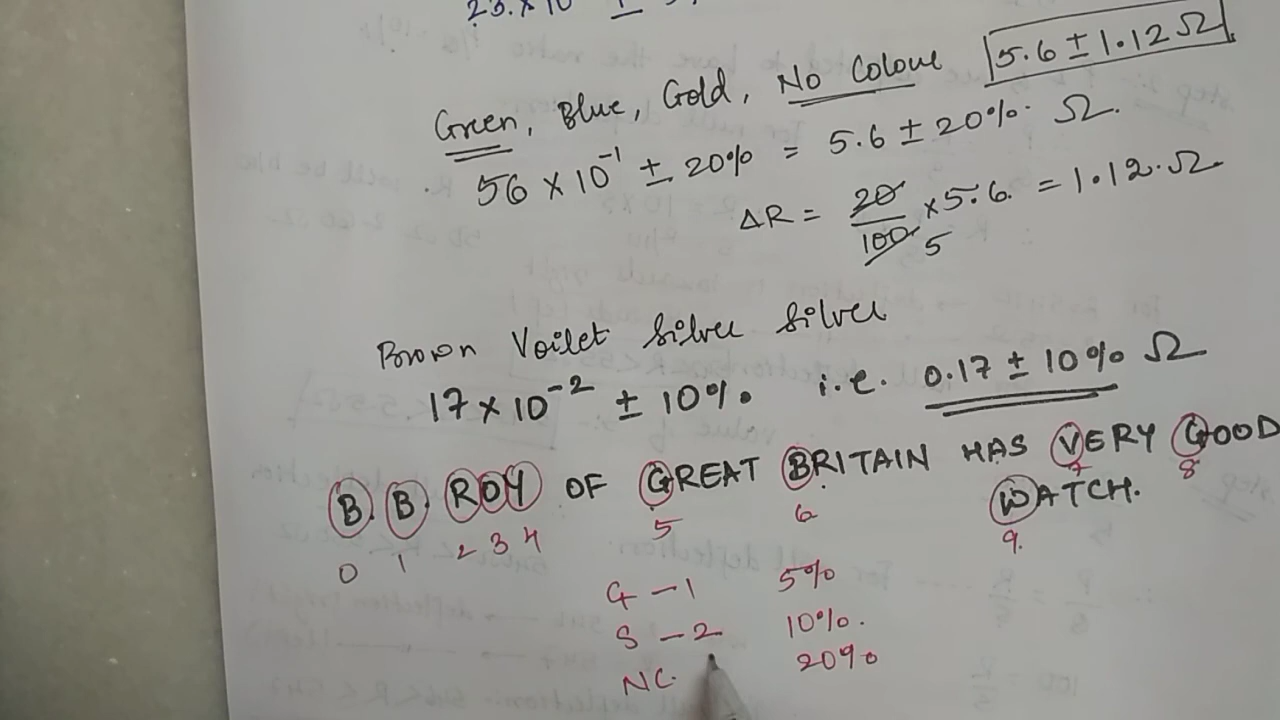 23. × 10
Green, Blue, Gold, No Colour 5.6 ± 1.12 Ω
56 × 10⁻¹ ± 20% = 5.6 ± 20% Ω.
ΔR = 20/100 5 × 5.6. = 1.12. Ω
Brown Voilet Silver Silver
17 × 10⁻² ± 10%. i.e. 0.17 ± 10% Ω
B. B. ROY OF GREAT BRITAIN HAS VERY GOOD
WATCH.
0 1 2 3 4 5 6 7 8 9.
G – 1 5%
S – 2 10%.
NC. 20%